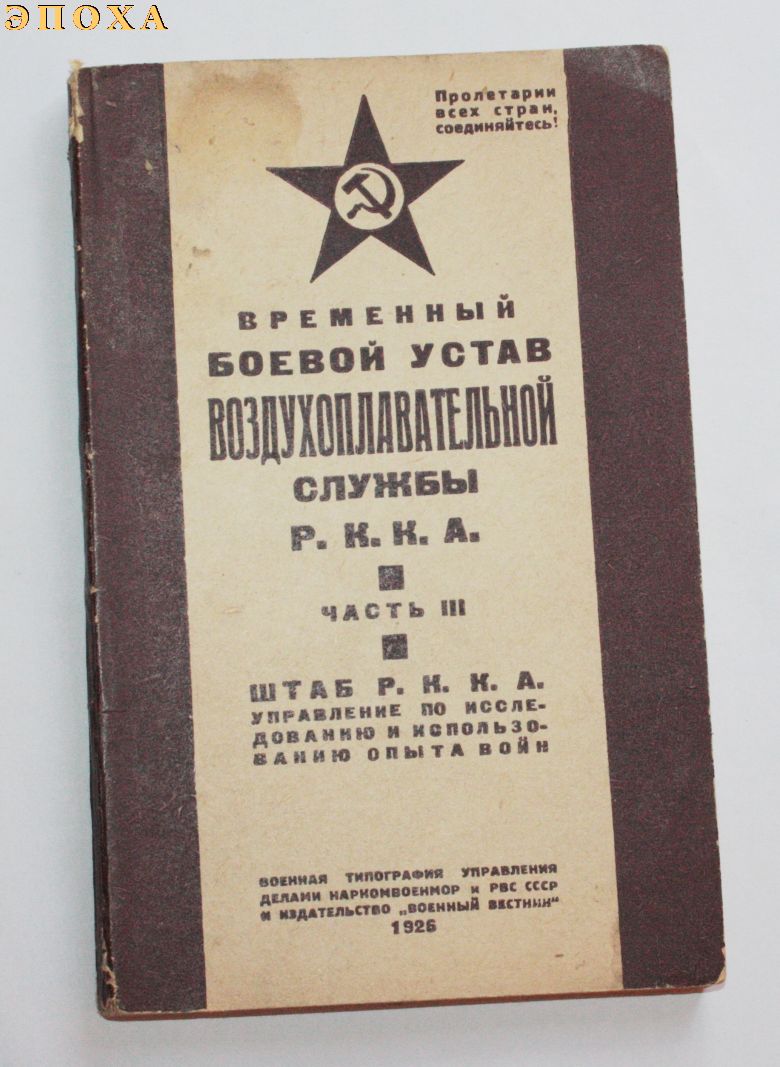 ЭПОХА
Пролетарии
всех стран,
соединяйтесь!
ВРЕМЕННЫЙ
БОЕВОЙ УСТАВ
ВОЗДУХОПЛАВАТЕЛЬНОЙ
СЛУЖБЫ
Р. К. К. А.
ЧАСТЬ III
ШТАБ Р. К. К. А.
УПРАВЛЕНИЕ ПО ИССЛЕ-
ДОВАНИЮ И ИСПОЛЬЗО-
ВАНИЮ ОПЫТА ВОЙН
ВОЕННАЯ ТИПОГРАФИЯ УПРАВЛЕНИЯ
ДЕЛАМИ НАРКОМВОЕНМОР и РВС СССР
И ИЗДАТЕЛЬСТВО „ВОЕННЫЙ ВЕСТНИК"
1926